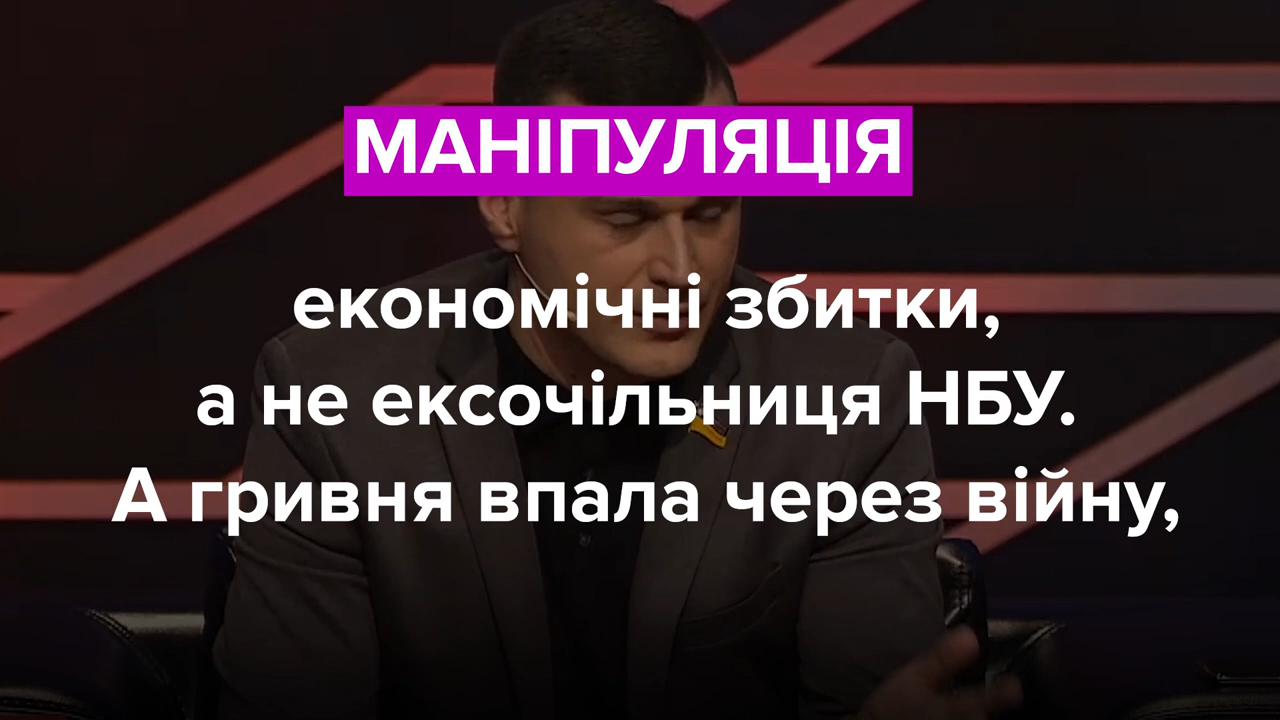 МАНІПУЛЯЦІЯ
економічні збитки,
а не ексочільниця НБУ.
А гривня впала через війну,